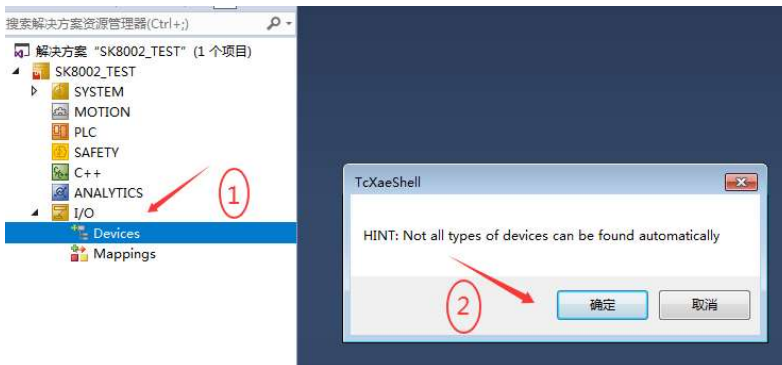 搜索解决方案资源管理器(Ctrl+;)
解决方案 "SK8002_TEST" (1 个项目)
SK8002_TEST
SYSTEM
MOTION
PLC
SAFETY
C++
ANALYTICS
I/O
Devices
Mappings
1
TcXaeShell
HINT: Not all types of devices can be found automatically
2
确定
取消